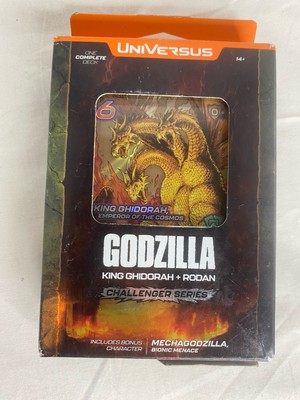 UNIVERSUS
ONE
COMPLETE
DECK
14+
6
KING GHIDORAH,
EMPEROR OF THE COSMOS
GODZILLA
KING GHIDORAH + RODAN
CHALLENGER SERIES
INCLUDES BONUS
CHARACTER
MECHAGODZILLA,
BIONIC MENACE